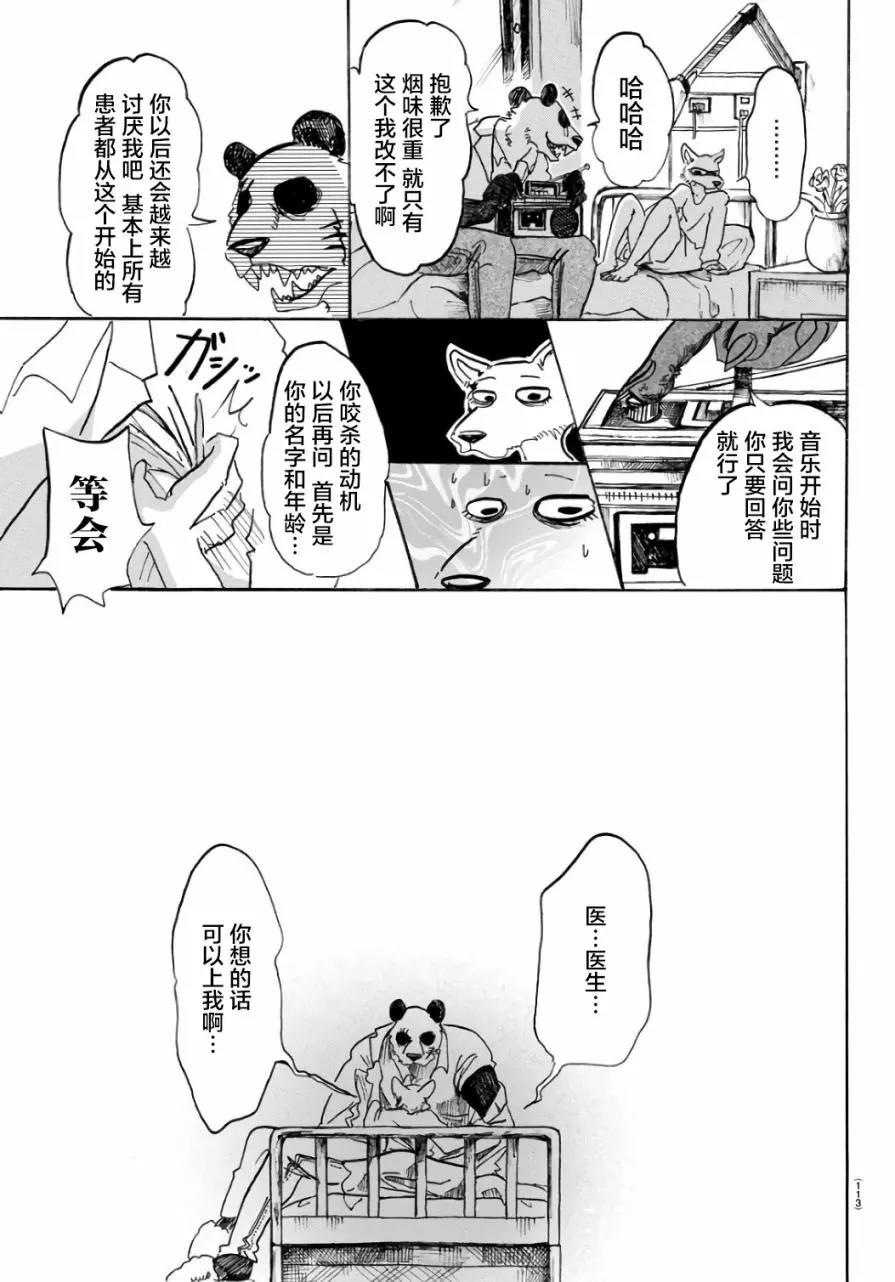 ………
哈哈哈
抱歉了
烟味很重 就只有
这个我改不了啊
你以后还会越来越
讨厌我吧 基本上所有
患者都从这个开始的
音乐开始时
我会问你些问题
你只要回答
就行了
你咬杀的动机
以后再问 首先是
你的名字和年龄…
ガシッ
等会
医…医生…
你想的话
可以上我啊…
(113)